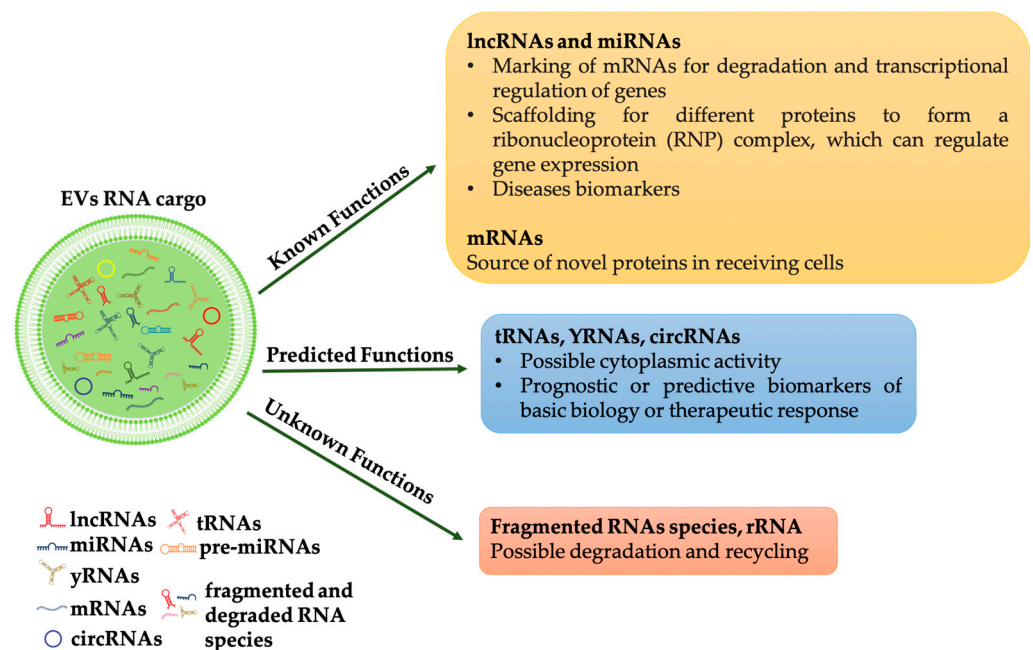 lncRNAs and miRNAs
• Marking of mRNAs for degradation and transcriptional
regulation of genes
• Scaffolding for different proteins to form a
ribonucleoprotein (RNP) complex, which can regulate
gene expression
• Diseases biomarkers
mRNAs
Source of novel proteins in receiving cells
EVs RNA cargo
Known Functions
Predicted Functions
Unknown Functions
tRNAs, YRNAs, circRNAs
• Possible cytoplasmic activity
• Prognostic or predictive biomarkers of
basic biology or therapeutic response
Fragmented RNAs species, rRNA
Possible degradation and recycling
lncRNAs
tRNAs
miRNAs
pre-miRNAs
yRNAs
mRNAs
circRNAs
fragmented and
degraded RNA
species